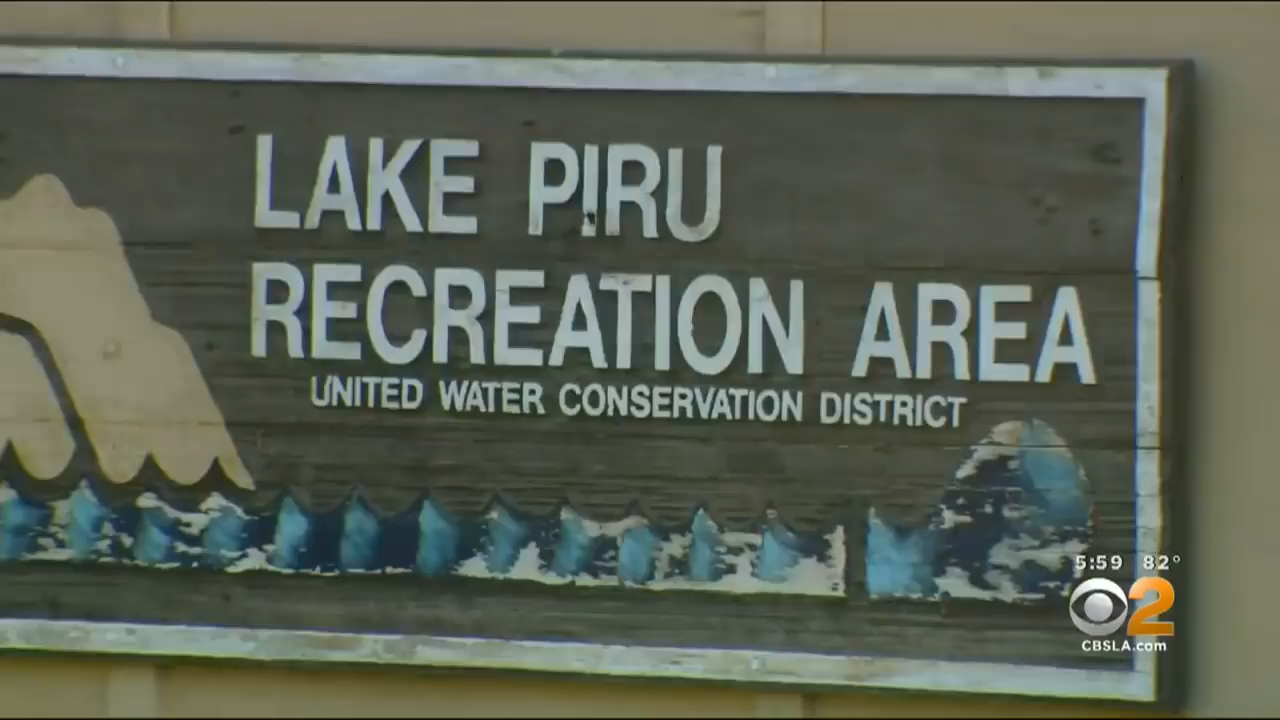 LAKE PIRU
RECREATION AREA
UNITED WATER CONSERVATION DISTRICT
5:59 82°
2
CBSLA.com